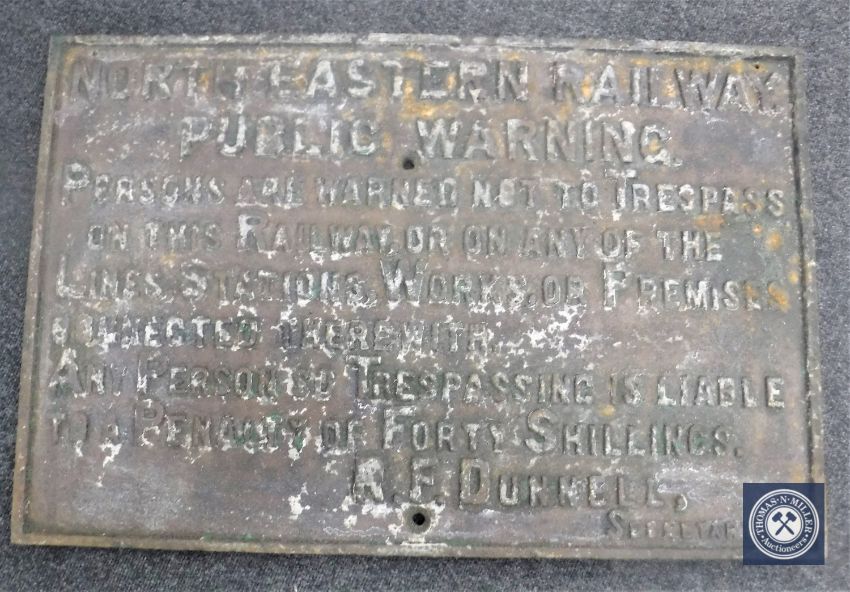 NORTH EASTERN RAILWAY.
PUBLIC WARNING.
PERSONS ARE WARNED NOT TO TRESPASS
ON THIS RAILWAY, OR ON ANY OF THE
LINES, STATIONS, WORKS, OR PREMISES
CONNECTED THEREWITH.
ANY PERSON SO TRESPASSING IS LIABLE
TO A PENALTY OF FORTY SHILLINGS.
R. F. DUNNELL,
SECRETARY
THOMAS·N·MILLER
Auctioneers